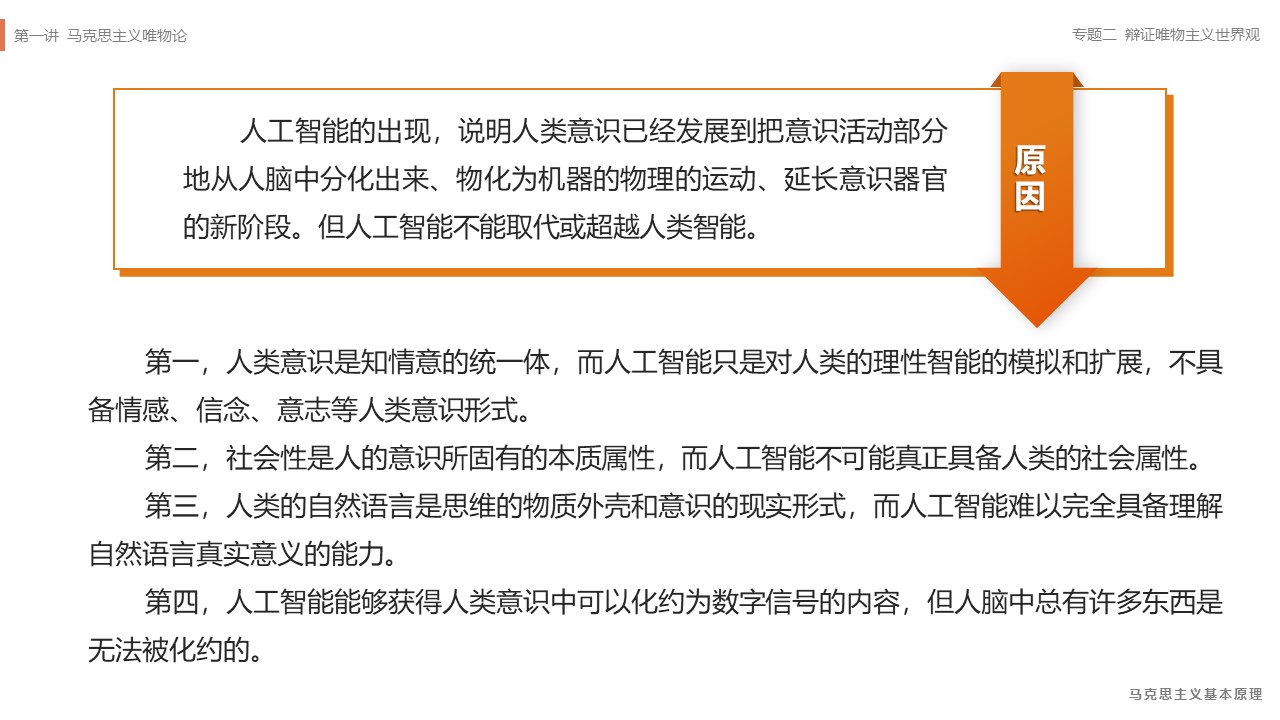 第一讲 马克思主义唯物论
专题二 辩证唯物主义世界观
人工智能的出现，说明人类意识已经发展到把意识活动部分
地从人脑中分化出来、物化为机器的物理的运动、延长意识器官
的新阶段。但人工智能不能取代或超越人类智能。
原
因
第一，人类意识是知情意的统一体，而人工智能只是对人类的理性智能的模拟和扩展，不具
备情感、信念、意志等人类意识形式。
第二，社会性是人的意识所固有的本质属性，而人工智能不可能真正具备人类的社会属性。
第三，人类的自然语言是思维的物质外壳和意识的现实形式，而人工智能难以完全具备理解
自然语言真实意义的能力。
第四，人工智能能够获得人类意识中可以化约为数字信号的内容，但人脑中总有许多东西是
无法被化约的。
马克思主义基本原理